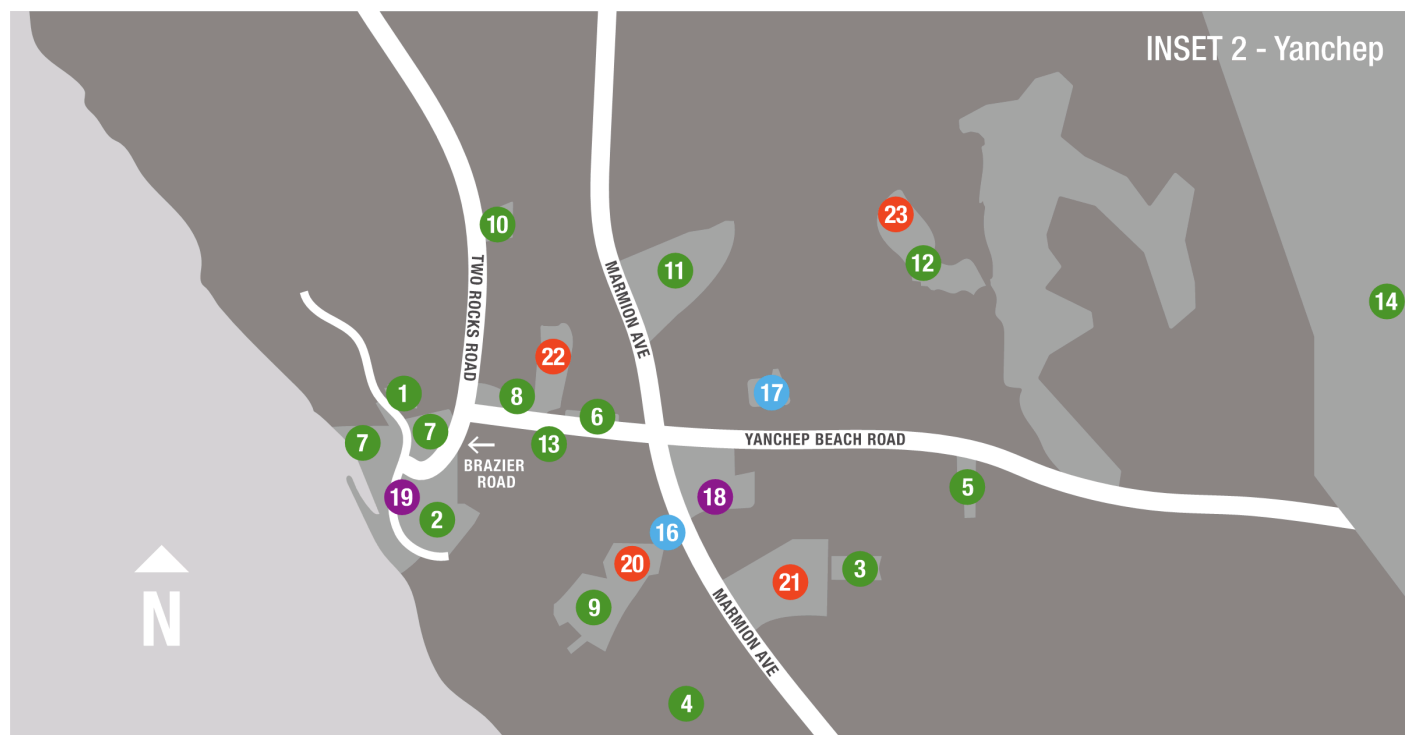 INSET 2 - Yanchep
23
10
12
11
TWO ROCKS ROAD
MARMION AVE
14
22
1
8
17
6
7
7
13
YANCHEP BEACH ROAD
BRAZIER
ROAD
19
18
5
2
16
20
3
21
9
MARMION AVE
N
4